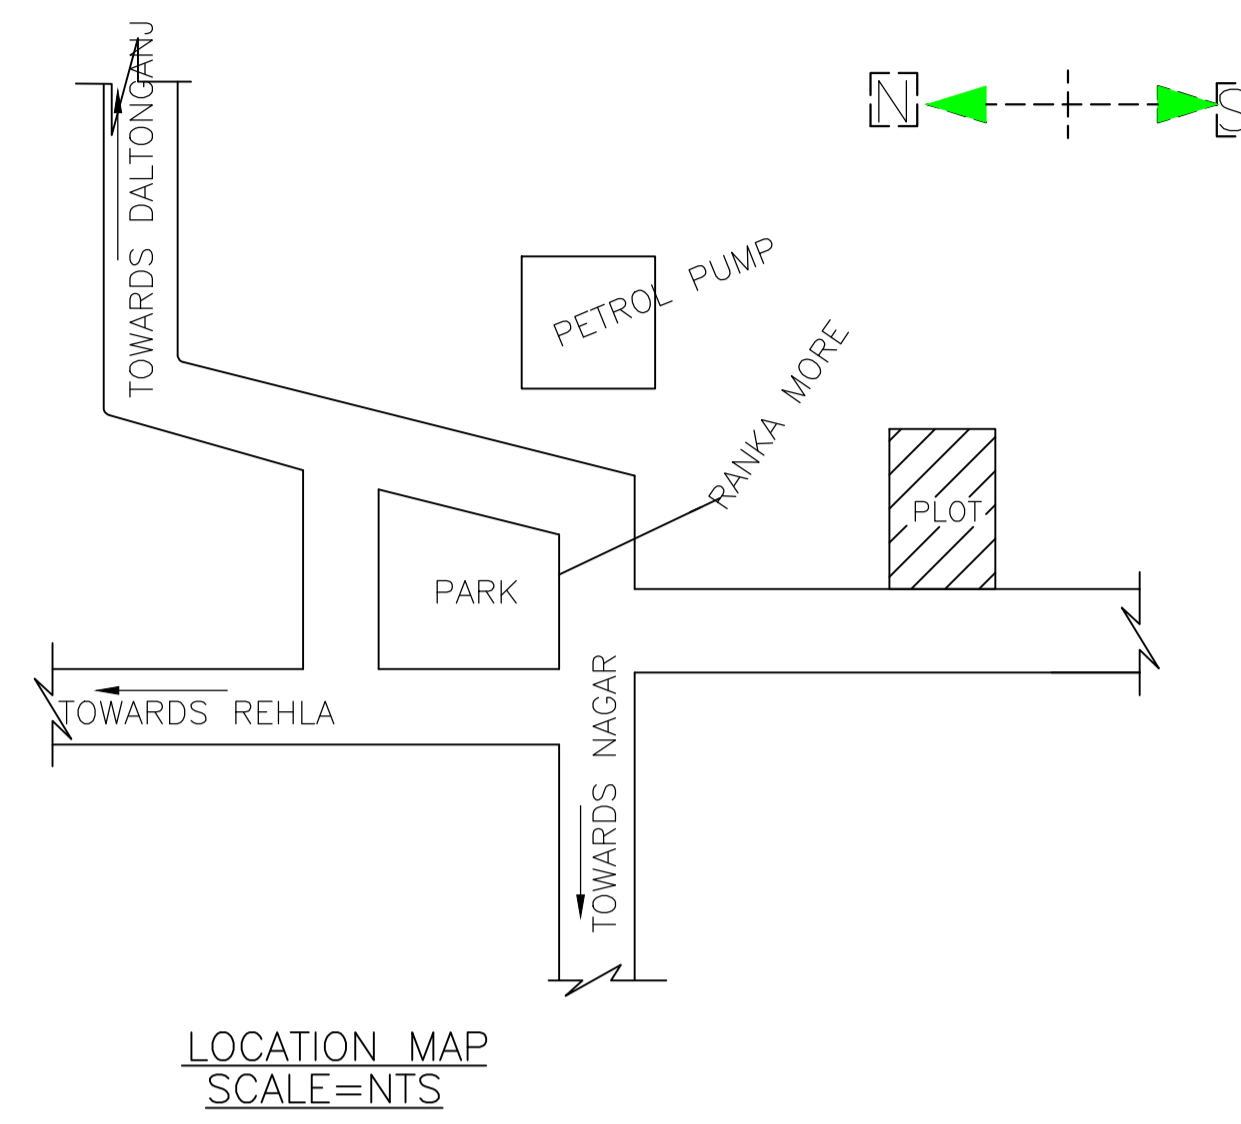 TOWARDS DALTONGANJ
N
S
PETROL PUMP
RANKA MORE
PLOT
PARK
TOWARDS REHLA
TOWARDS NAGAR
LOCATION MAP
SCALE=NTS